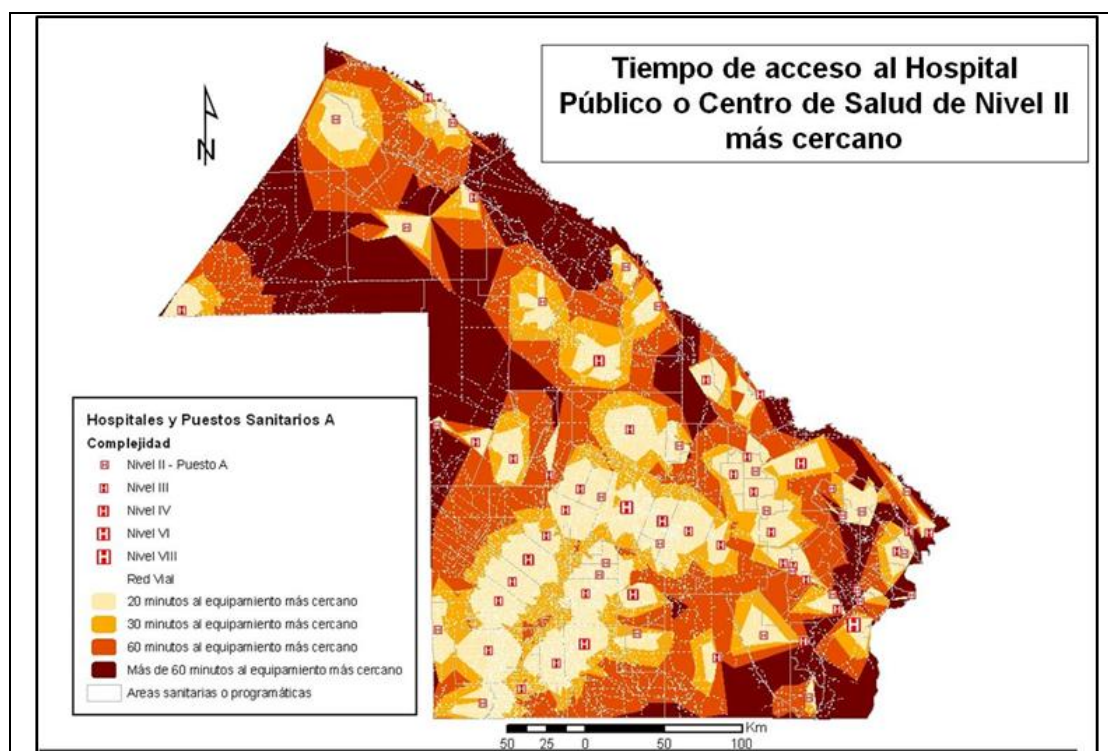 Tiempo de acceso al Hospital
Público o Centro de Salud de Nivel II
más cercano
N
Hospitales y Puestos Sanitarios A
Complejidad
Nivel II - Puesto A
Nivel III
Nivel IV
Nivel VI
Nivel VIII
Red Vial
20 minutos al equipamiento más cercano
30 minutos al equipamiento más cercano
60 minutos al equipamiento más cercano
Más de 60 minutos al equipamiento más cercano
Areas sanitarias o programáticas
Km
50 25 0 50 100